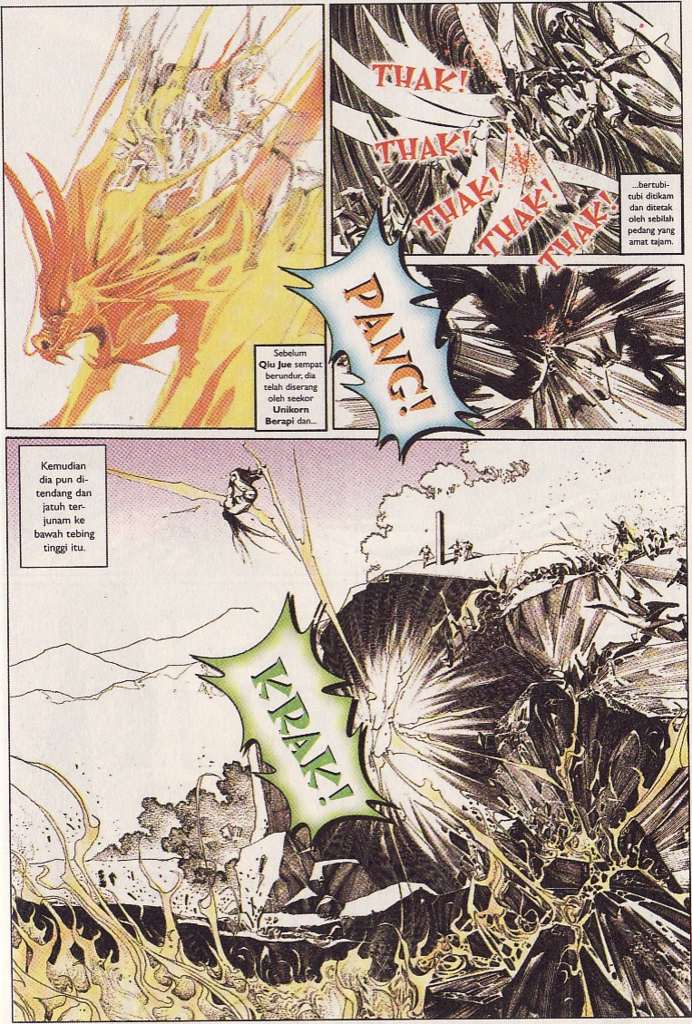 Sebelum
Qiu Jue sempat
berundur, dia
telah diserang
oleh seekor
Unikorn
Berapi dan...
THAK!
THAK!
THAK!
THAK!
THAK!
...bertubi-
tubi ditikam
dan ditetak
oleh sebilah
pedang yang
amat tajam.
PANG!
Kemudian
dia pun di-
tendang dan
jatuh ter-
junam ke
bawah tebing
tinggi itu.
KRAK!